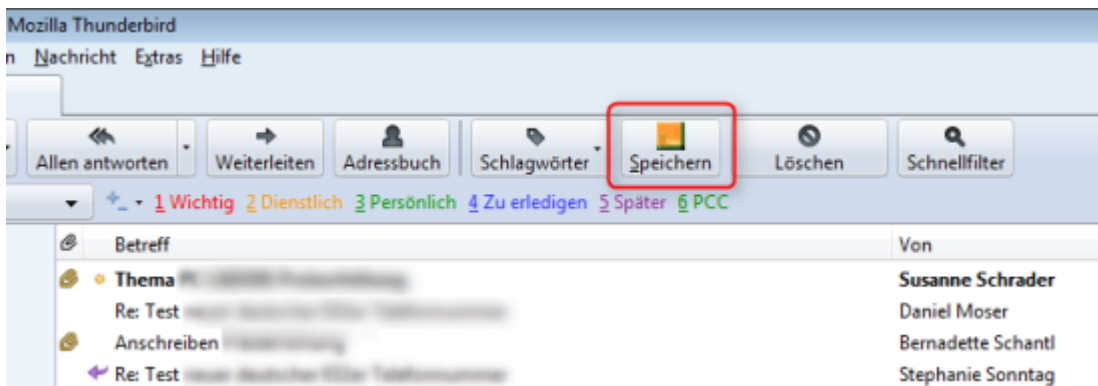 Mozilla Thunderbird
n Nachricht Extras Hilfe
Allen antworten Weiterleiten Adressbuch Schlagwörter Speichern Löschen Schnellfilter
1 Wichtig 2 Dienstlich 3 Persönlich 4 Zu erledigen 5 Später 6 PCC
Betreff Von
Thema Susanne Schrader
Re: Test Daniel Moser
Anschreiben Bernadette Schantl
Re: Test Stephanie Sonntag